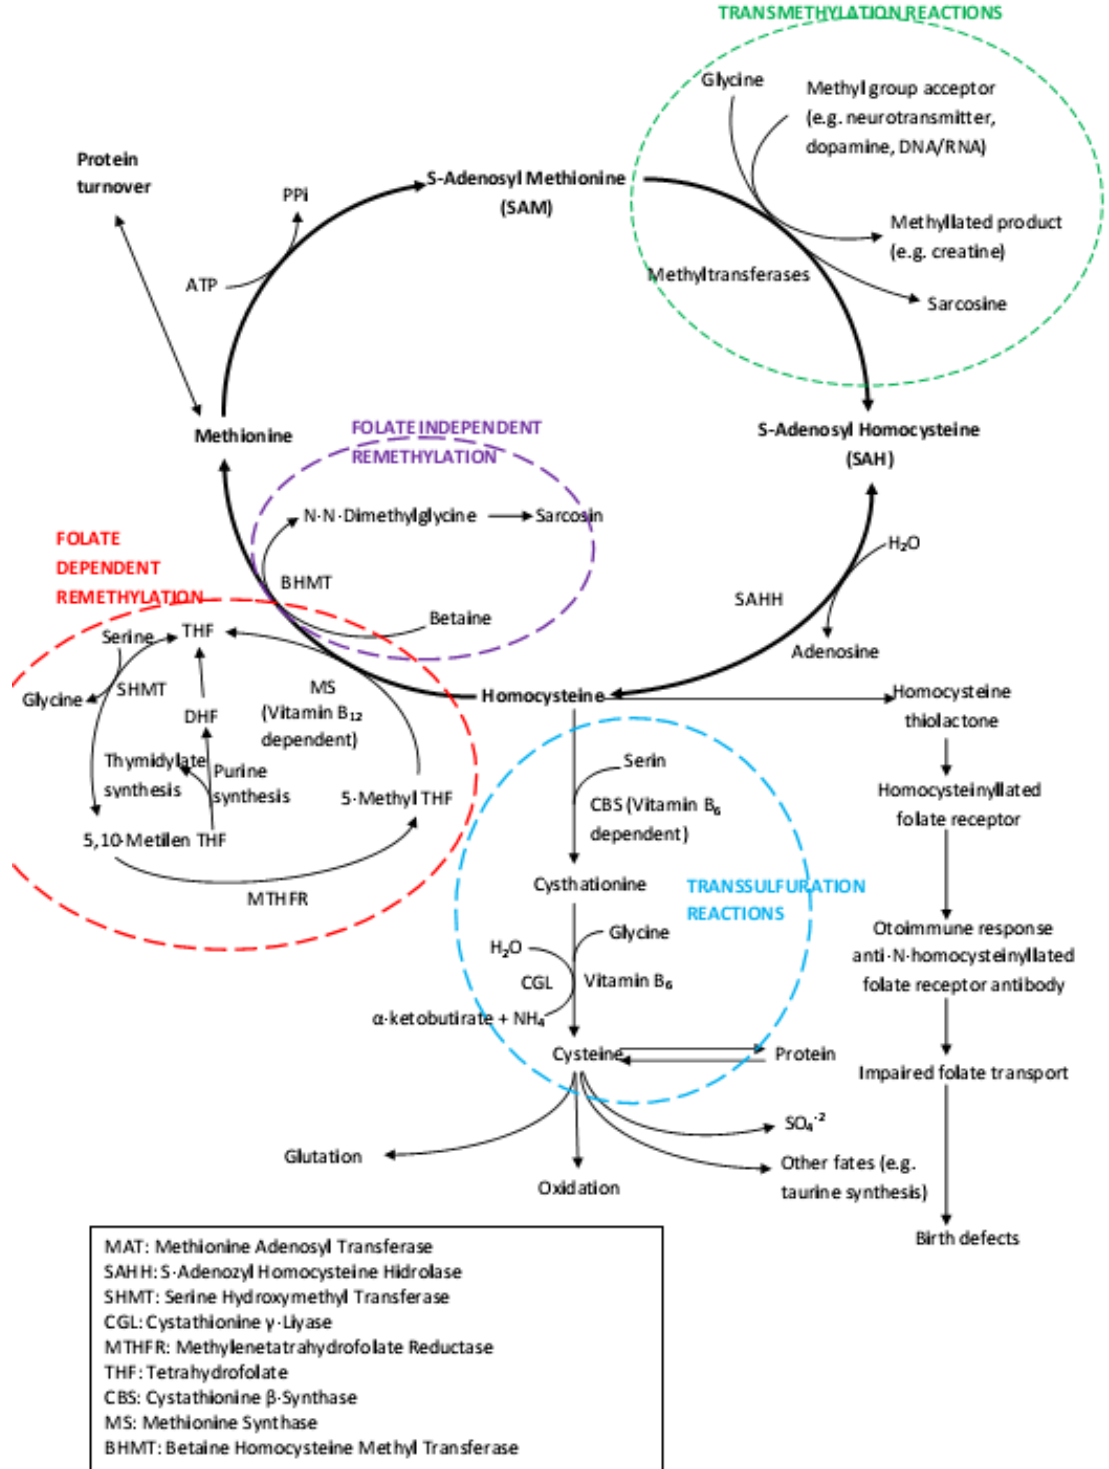 TRANSMETHYLATION REACTIONS
Glycine
Methyl group acceptor
(e.g. neurotransmitter,
dopamine, DNA/RNA)
Protein
turnover
PPi
S-Adenosyl Methionine
(SAM)
Methyllated product
(e.g. creatine)
ATP
Methyltransferases
Sarcosine
Methionine
FOLATE INDEPENDENT
REMETHYLATION
S-Adenosyl Homocysteine
(SAH)
N-N-Dimethylglycine
Sarcosin
FOLATE
DEPENDENT
REMETHYLATION
H₂O
BHMT
SAHH
Betaine
Serine
THF
Adenosine
SHMT
Glycine
MS
(Vitamin B₁₂
dependent)
Homocysteine
Homocysteine
thiolactone
DHF
Thymidylate
synthesis
Purine
synthesis
5-Methyl THF
Serin
CBS (Vitamin B₆
dependent)
Homocysteinyllated
folate receptor
5,10-Metilen THF
MTHFR
Cysthationine
TRANSSULFURATION
REACTIONS
H₂O
Glycine
CGL
Vitamin B₆
Otoimmune response
anti-N-homocysteinyllated
folate receptor antibody
α-ketobutirate + NH₄
Cysteine
Protein
Impaired folate transport
SO₄⁻²
Glutation
Oxidation
Other fates (e.g.
taurine synthesis)
Birth defects
MAT: Methionine Adenosyl Transferase
SAHH: S-Adenozyl Homocysteine Hidrolase
SHMT: Serine Hydroxymethyl Transferase
CGL: Cystathionine γ-Liyase
MTHFR: Methylenetatrahydrofolate Reductase
THF: Tetrahydrofolate
CBS: Cystathionine β-Synthase
MS: Methionine Synthase
BHMT: Betaine Homocysteine Methyl Transferase